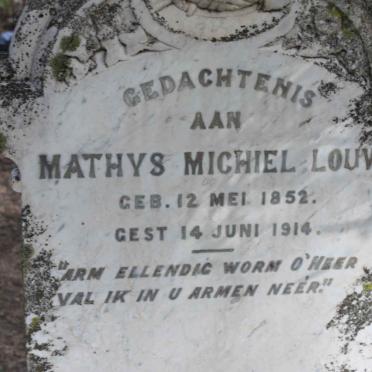 GEDACHTENIS
AAN
MATHYS MICHIEL LOUW
GEB. 12 MEI 1852.
GEST 14 JUNI 1914.
"ARM ELLENDIG WORM O'HEER
VAL IK IN U ARMEN NEÊR."